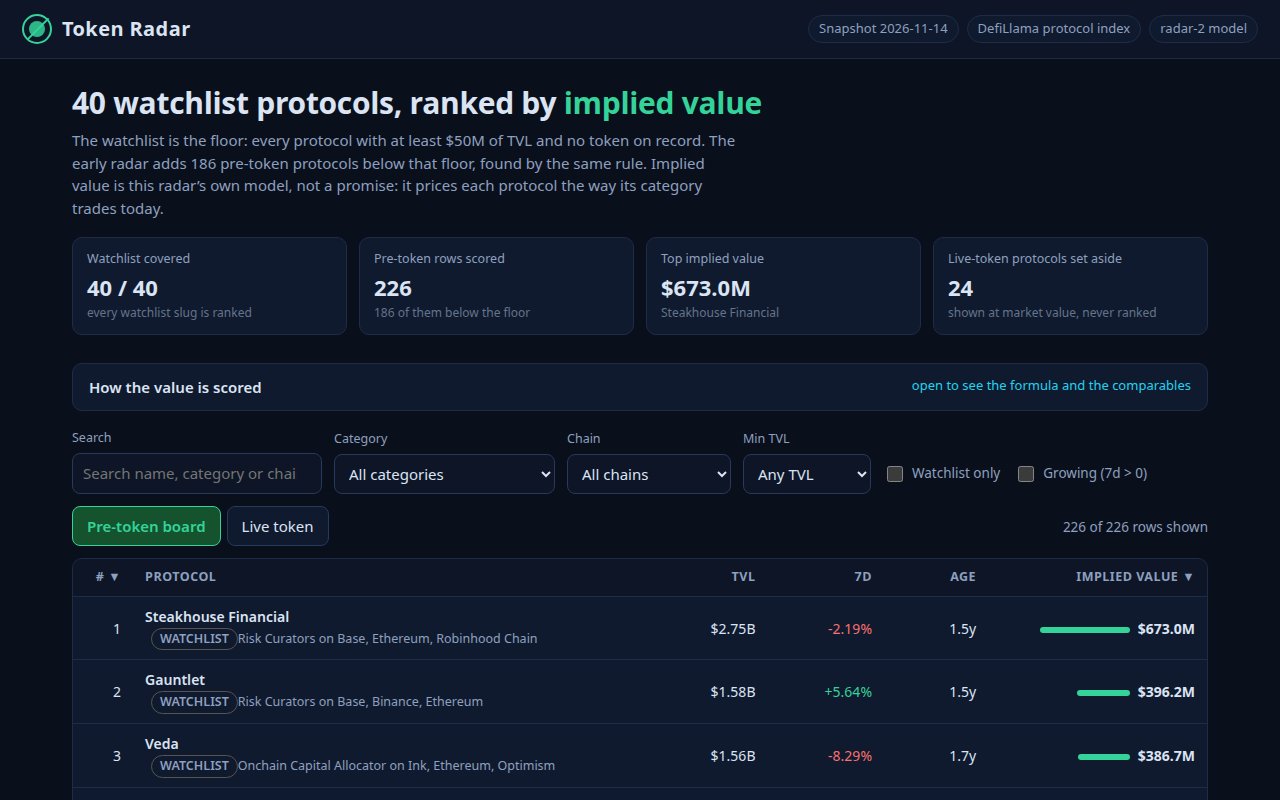 Token Radar
Snapshot 2026-11-14
DefiLlama protocol index
radar-2 model
40 watchlist protocols, ranked by implied value
The watchlist is the floor: every protocol with at least $50M of TVL and no token on record. The
early radar adds 186 pre-token protocols below that floor, found by the same rule. Implied
value is this radar’s own model, not a promise: it prices each protocol the way its category
trades today.
Watchlist covered
40 / 40
every watchlist slug is ranked
Pre-token rows scored
226
186 of them below the floor
Top implied value
$673.0M
Steakhouse Financial
Live-token protocols set aside
24
shown at market value, never ranked
How the value is scored
open to see the formula and the comparables
Search
Search name, category or chai
Category
All categories
Chain
All chains
Min TVL
Any TVL
Watchlist only
Growing (7d > 0)
Pre-token board
Live token
226 of 226 rows shown
# ▼ PROTOCOL TVL 7D AGE IMPLIED VALUE ▼
1 Steakhouse Financial $2.75B -2.19% 1.5y $673.0M
WATCHLIST Risk Curators on Base, Ethereum, Robinhood Chain
2 Gauntlet $1.58B +5.64% 1.5y $396.2M
WATCHLIST Risk Curators on Base, Binance, Ethereum
3 Veda $1.56B -8.29% 1.7y $386.7M
WATCHLIST Onchain Capital Allocator on Ink, Ethereum, Optimism